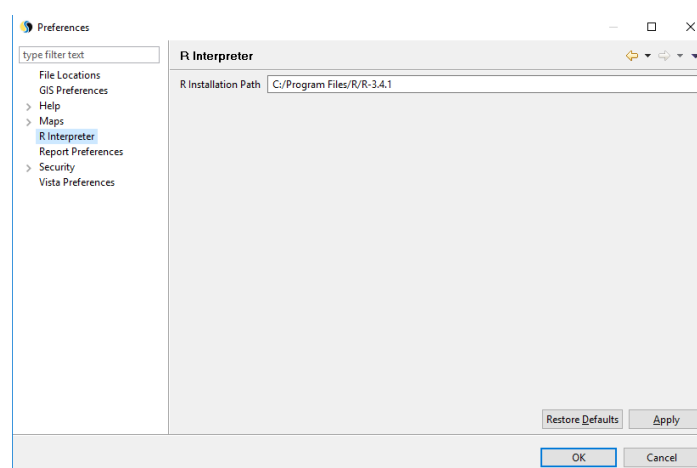 Preferences
type filter text
File Locations
GIS Preferences
Help
Maps
R Interpreter
Report Preferences
Security
Vista Preferences
R Interpreter
R Installation Path C:/Program Files/R/R-3.4.1
Restore Defaults Apply
OK Cancel